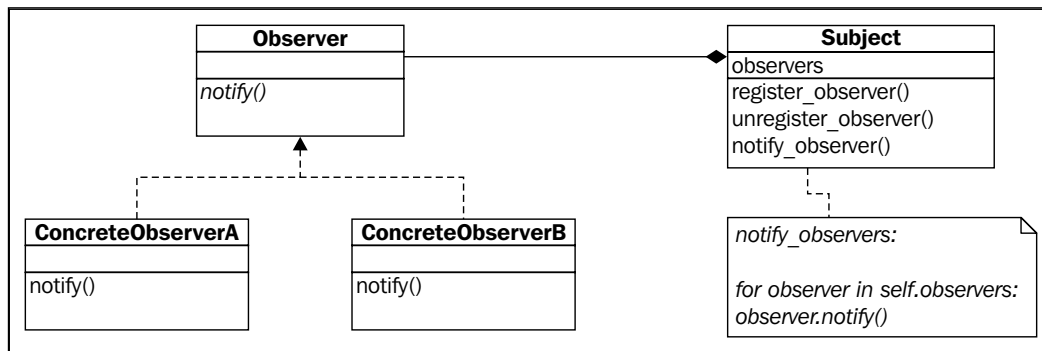 Observer
notify()
Subject
observers
register_observer()
unregister_observer()
notify_observer()
ConcreteObserverA
notify()
ConcreteObserverB
notify()
notify_observers:
for observer in self.observers:
observer.notify()